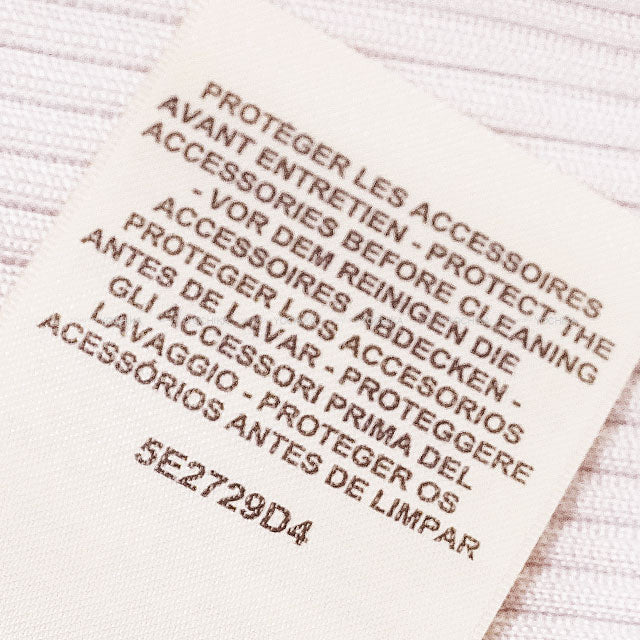 PROTEGER LES ACCESSOIRES
AVANT ENTRETIEN - PROTECT THE
ACCESSORIES BEFORE CLEANING
- VOR DEM REINIGEN DIE
ACCESSOIRES ABDECKEN -
PROTEGER LOS ACCESORIOS
ANTES DE LAVAR - PROTEGGERE
GLI ACCESSORI PRIMA DEL
LAVAGGIO - PROTEGER OS
ACESSÓRIOS ANTES DE LIMPAR
5E2729D4